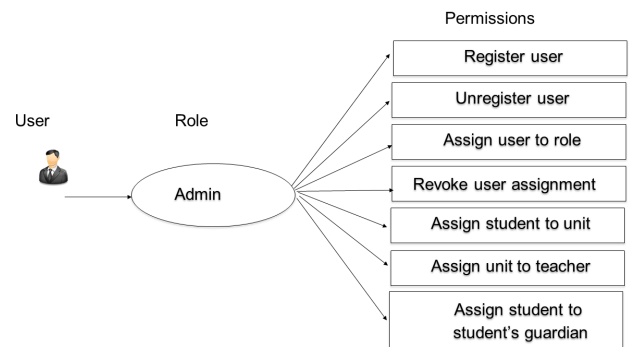 Permissions
Register user
Unregister user
User
Role
Assign user to role
Admin
Revoke user assignment
Assign student to unit
Assign unit to teacher
Assign student to
student's guardian